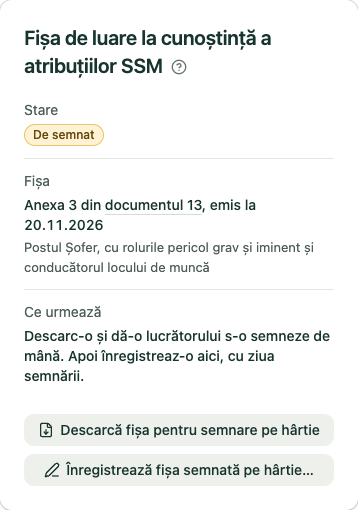 Fișa de luare la cunoștință a
atribuțiilor SSM
Stare
De semnat
Fișa
Anexa 3 din documentul 13, emis la
20.11.2026
Postul Șofer, cu rolurile pericol grav și iminent și
conducătorul locului de muncă
Ce urmează
Descarc-o și dă-o lucrătorului s-o semneze de
mână. Apoi înregistreaz-o aici, cu ziua
semnării.
Descarcă fișa pentru semnare pe hârtie
Înregistrează fișa semnată pe hârtie...